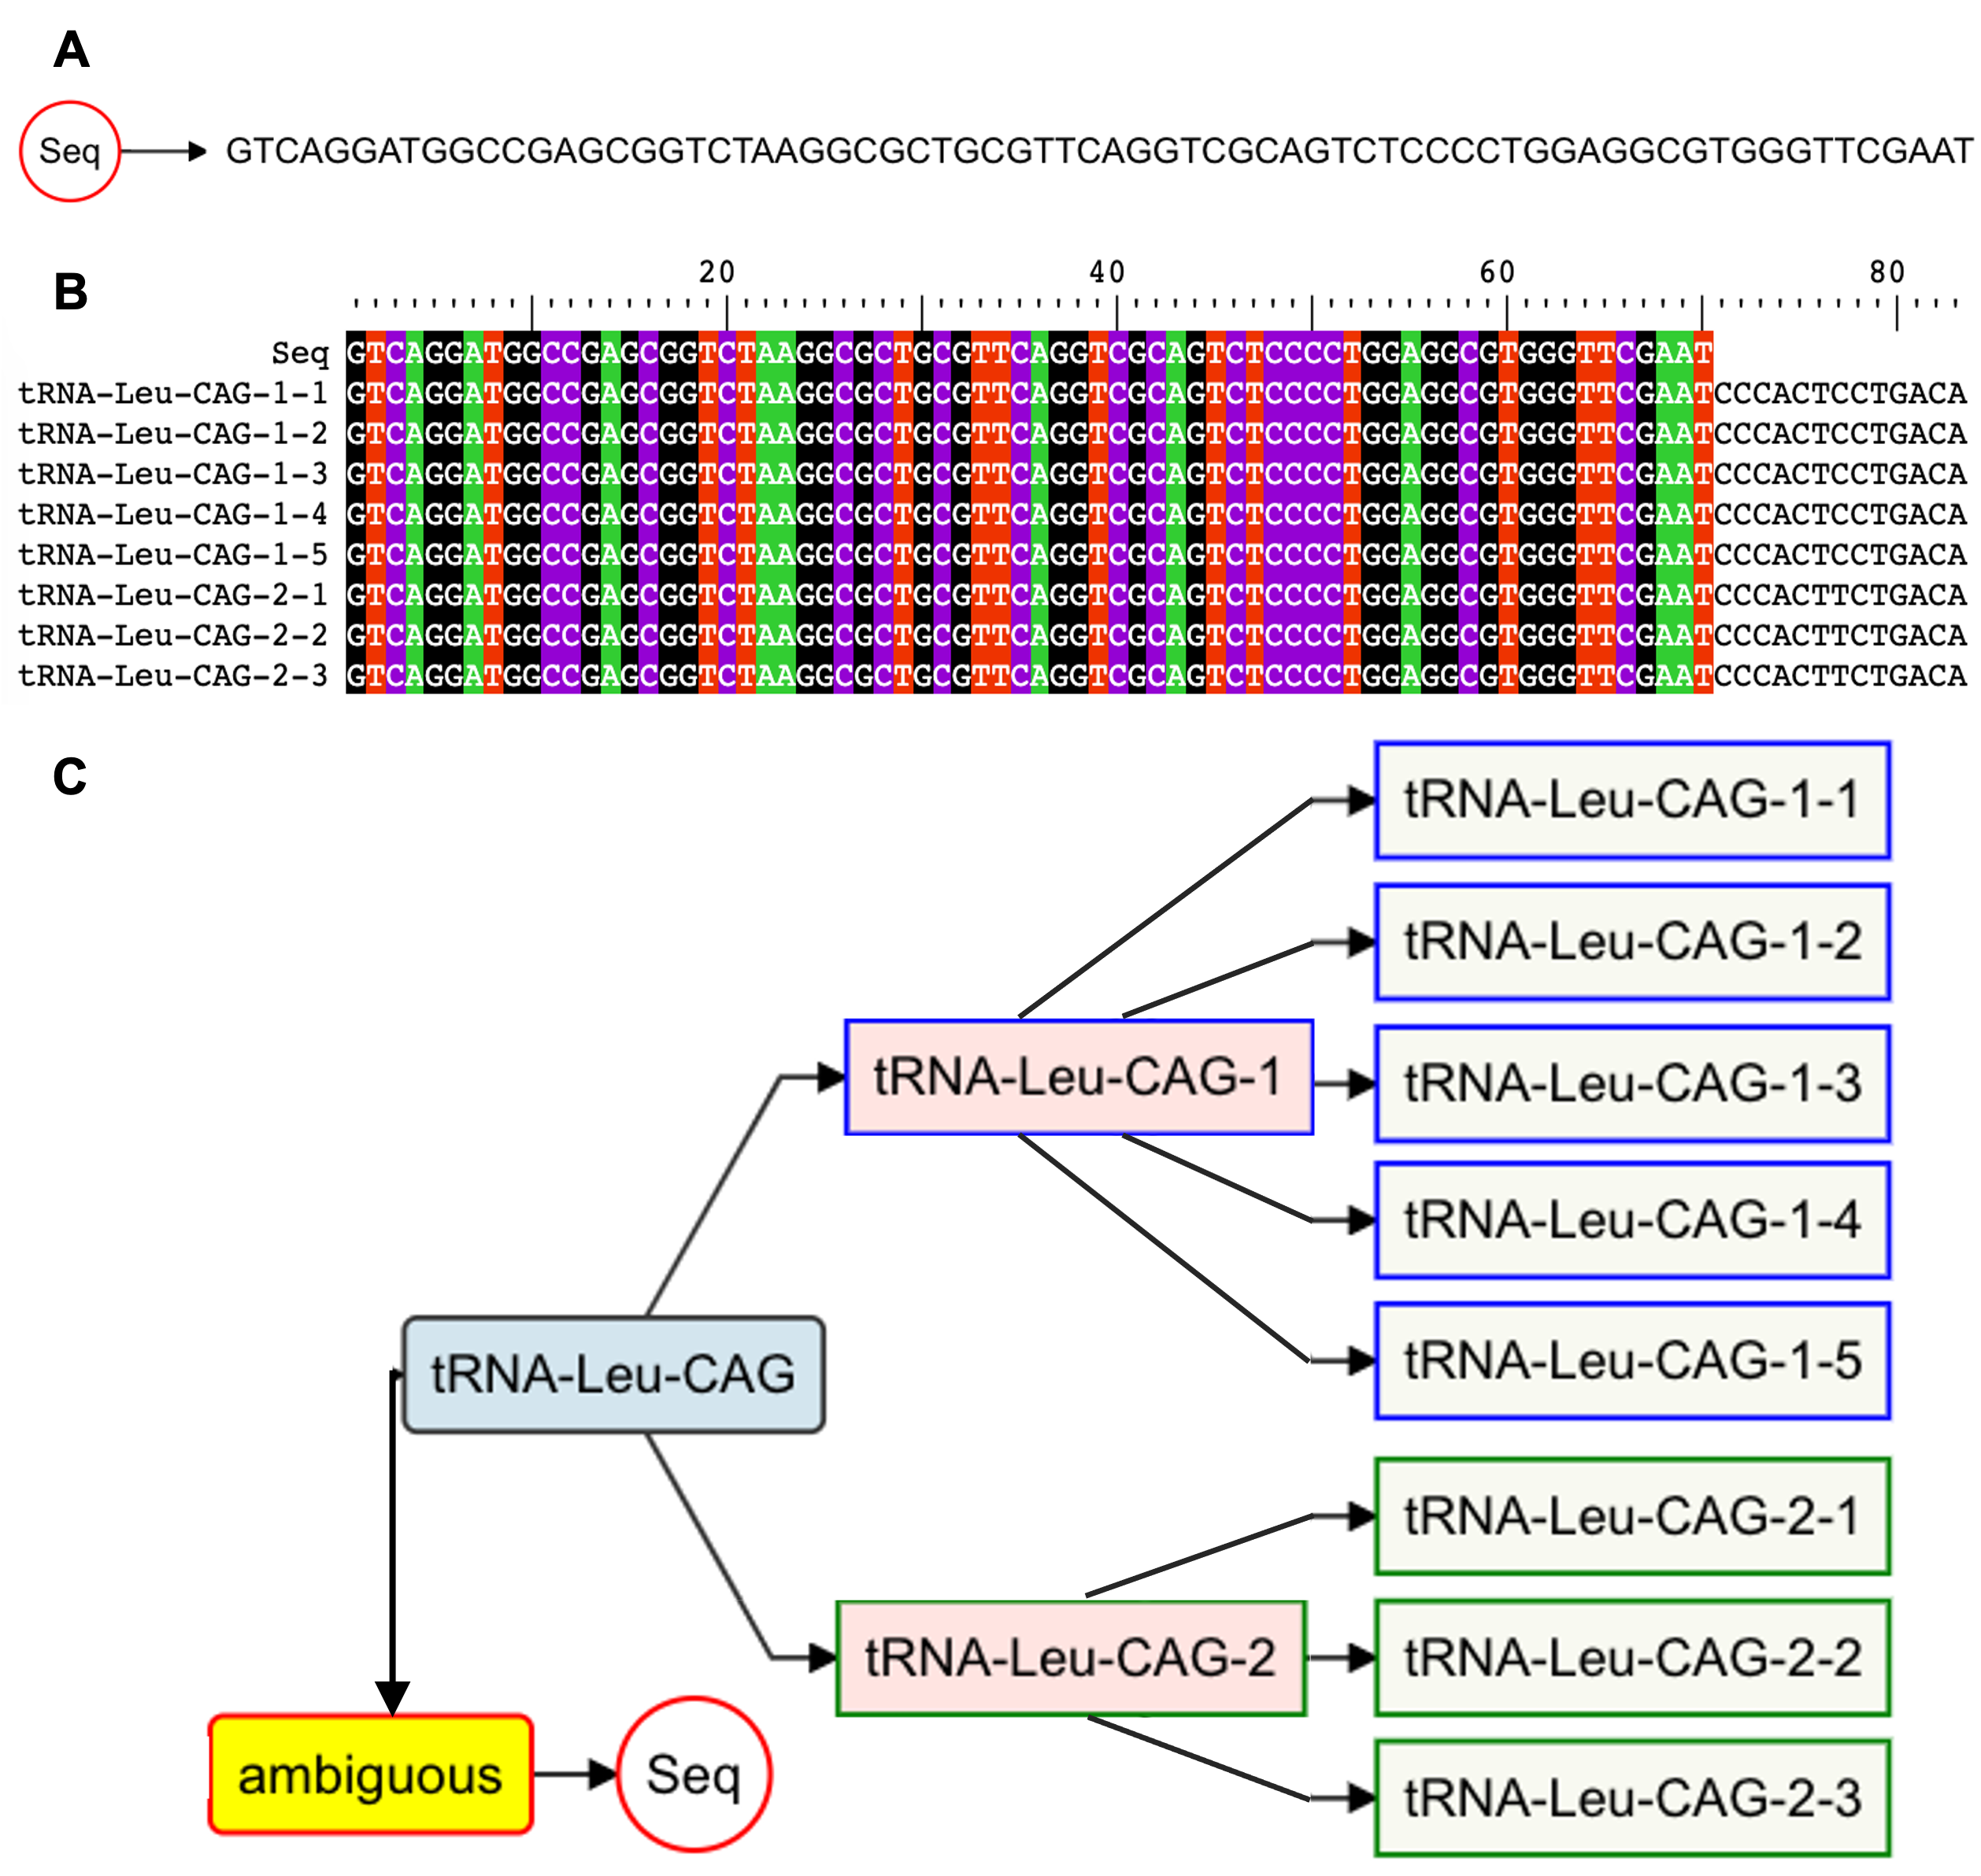 A
Seq GTCAGGATGGCCGAGCGGTCTAAGGCGCTGCGTTCAGGTCGCAGTCTCCCCTGGAGGCGTGGGTTCGAAT
B
20 40 60 80
Seq GTCAGGATGGCCGAGCGGTCTAAGGCGCTGCGTTCAGGTCGCAGTCTCCCCTGGAGGCGTGGGTTCGAAT
tRNA-Leu-CAG-1-1 GTCAGGATGGCCGAGCGGTCTAAGGCGCTGCGTTCAGGTCGCAGTCTCCCCTGGAGGCGTGGGTTCGAATCCCACTCCTGACA
tRNA-Leu-CAG-1-2 GTCAGGATGGCCGAGCGGTCTAAGGCGCTGCGTTCAGGTCGCAGTCTCCCCTGGAGGCGTGGGTTCGAATCCCACTCCTGACA
tRNA-Leu-CAG-1-3 GTCAGGATGGCCGAGCGGTCTAAGGCGCTGCGTTCAGGTCGCAGTCTCCCCTGGAGGCGTGGGTTCGAATCCCACTCCTGACA
tRNA-Leu-CAG-1-4 GTCAGGATGGCCGAGCGGTCTAAGGCGCTGCGTTCAGGTCGCAGTCTCCCCTGGAGGCGTGGGTTCGAATCCCACTCCTGACA
tRNA-Leu-CAG-1-5 GTCAGGATGGCCGAGCGGTCTAAGGCGCTGCGTTCAGGTCGCAGTCTCCCCTGGAGGCGTGGGTTCGAATCCCACTCCTGACA
tRNA-Leu-CAG-2-1 GTCAGGATGGCCGAGCGGTCTAAGGCGCTGCGTTCAGGTCGCAGTCTCCCCTGGAGGCGTGGGTTCGAATCCCACTTCTGACA
tRNA-Leu-CAG-2-2 GTCAGGATGGCCGAGCGGTCTAAGGCGCTGCGTTCAGGTCGCAGTCTCCCCTGGAGGCGTGGGTTCGAATCCCACTTCTGACA
tRNA-Leu-CAG-2-3 GTCAGGATGGCCGAGCGGTCTAAGGCGCTGCGTTCAGGTCGCAGTCTCCCCTGGAGGCGTGGGTTCGAATCCCACTTCTGACA
C
tRNA-Leu-CAG-1-1
tRNA-Leu-CAG-1-2
tRNA-Leu-CAG-1
tRNA-Leu-CAG-1-3
tRNA-Leu-CAG-1-4
tRNA-Leu-CAG-1-5
tRNA-Leu-CAG
tRNA-Leu-CAG-2-1
tRNA-Leu-CAG-2
tRNA-Leu-CAG-2-2
tRNA-Leu-CAG-2-3
ambiguous
Seq